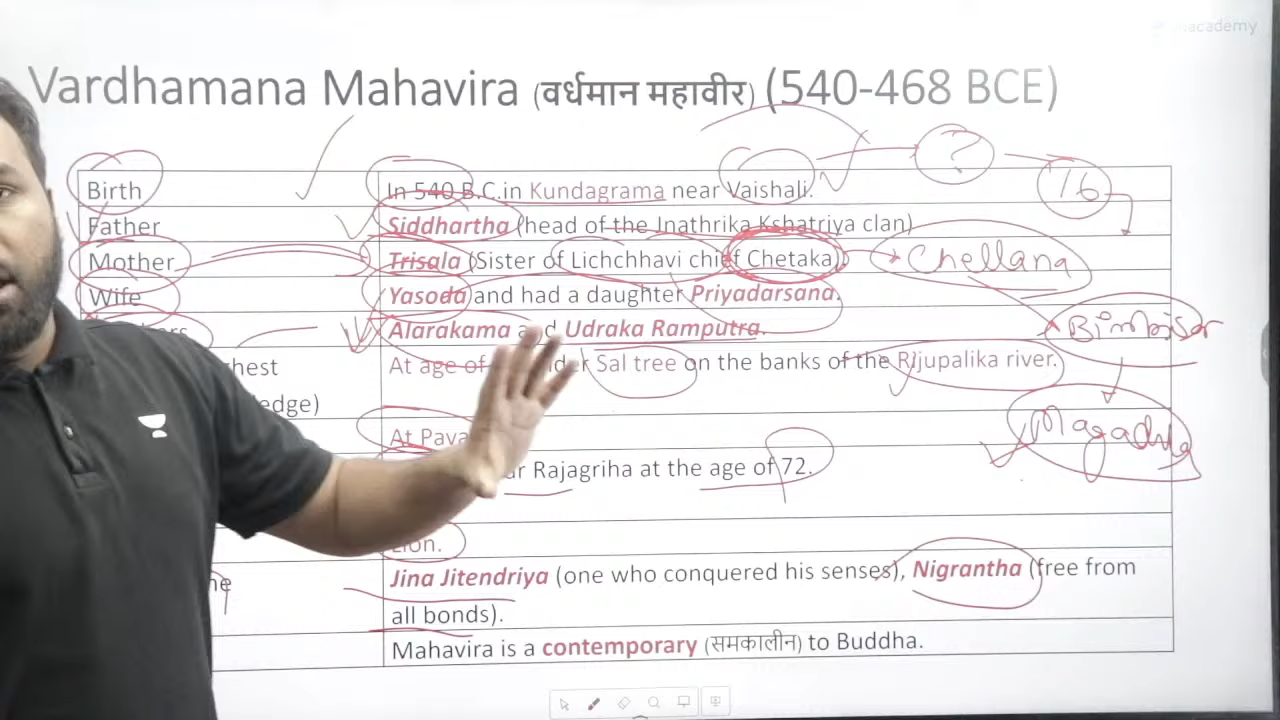 academy
Vardhamana Mahavira (वर्धमान महावीर) (540-468 BCE)
?
16
Birth In 540 B.C.in Kundagrama near Vaishali.
Father Siddhartha (head of the Jnathrika Kshatriya clan)
Mother Trisala (Sister of Lichchhavi chief Chetaka) Chellana
Wife Yasoda and had a daughter Priyadarsana.
Bimbisar
Alarakama and Udraka Ramputra.
At age of Sal tree on the banks of the Rijupalika river.
Magadha
At Pava
Rajagriha at the age of 72.
Lion.
Jina Jitendriya (one who conquered his senses), Nigrantha (free from
all bonds).
Mahavira is a contemporary (समकालीन) to Buddha.